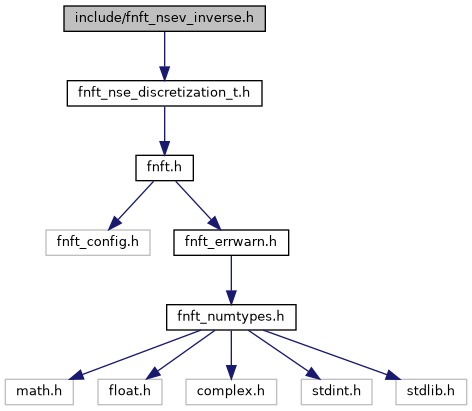 include/fnft_nsev_inverse.h
fnft_nse_discretization_t.h
fnft.h
fnft_config.h
fnft_errwarn.h
fnft_numtypes.h
math.h
float.h
complex.h
stdint.h
stdlib.h